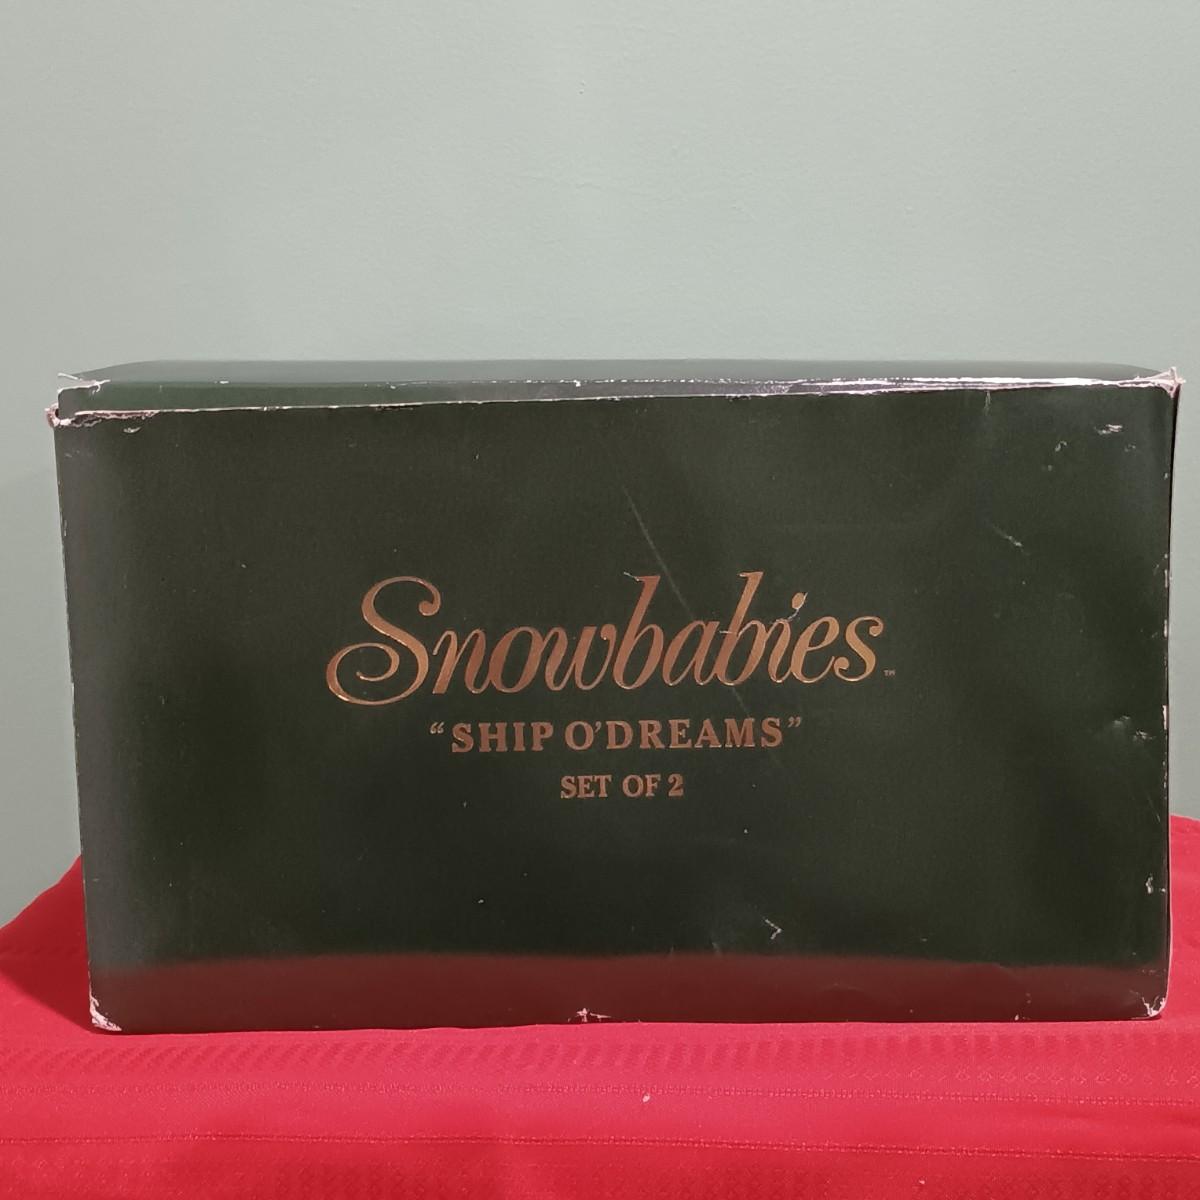 Snowbabies™
“SHIP O’DREAMS”
SET OF 2